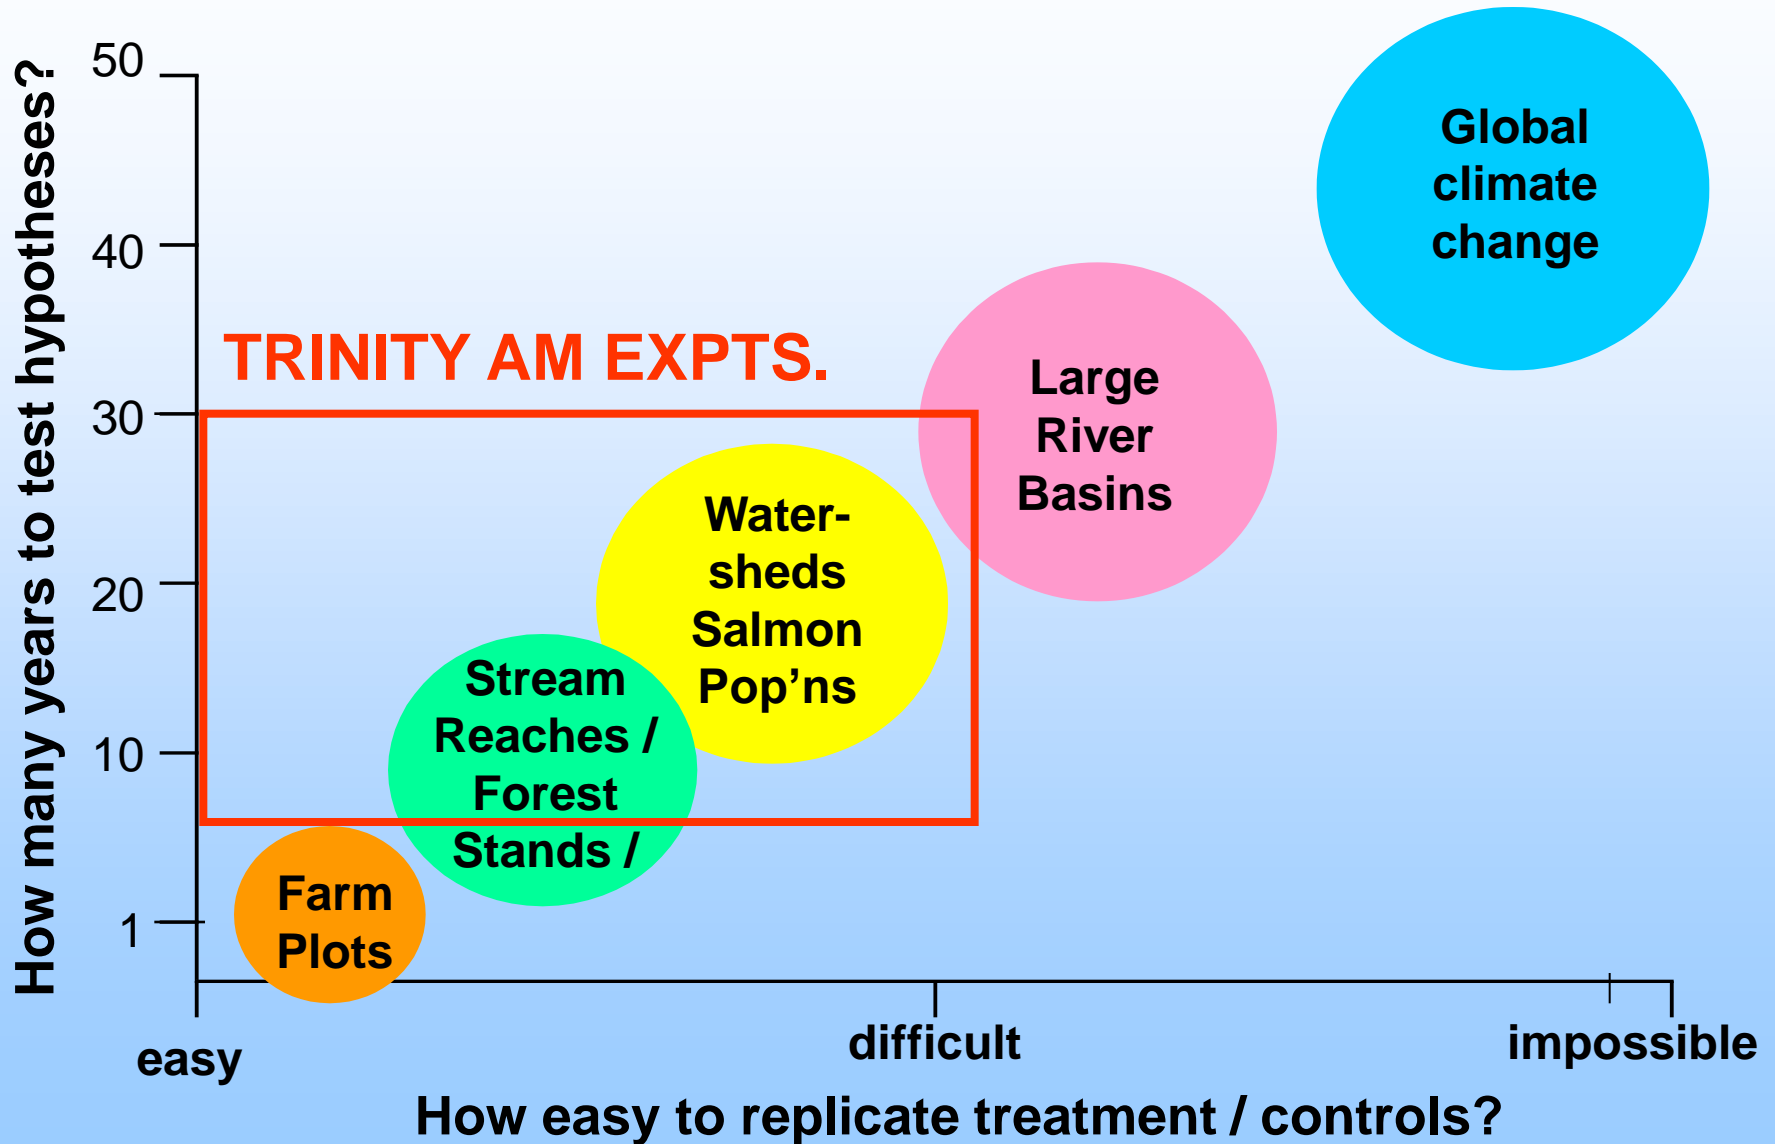 How many years to test hypotheses?
50
40
30
20
10
1
TRINITY AM EXPTS.
Global
climate
change
Large
River
Basins
Water-
sheds
Salmon
Pop’ns
Stream
Reaches /
Forest
Stands /
Farm
Plots
easy
difficult
impossible
How easy to replicate treatment / controls?